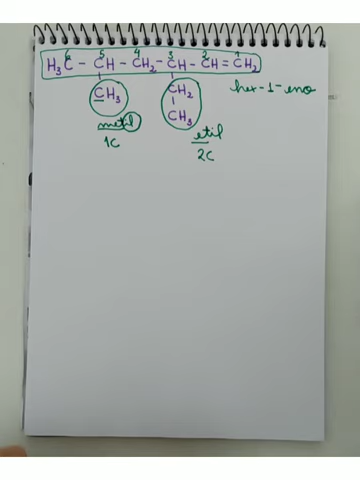 6 5 4 3 2 1
H₃C - CH - CH₂ - CH - CH = CH₂
CH₃ CH₂ hex-1-eno
CH₃
metil etil
1C 2C